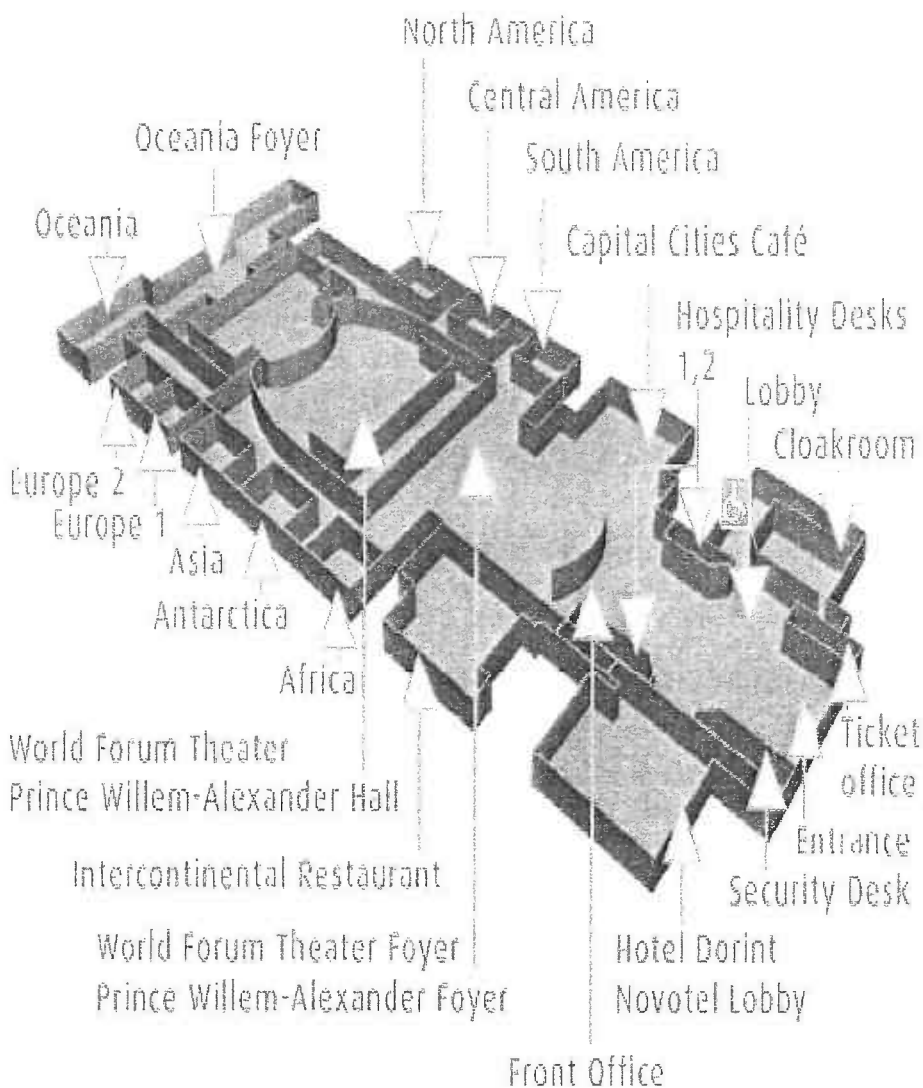 North America
Central America
Oceania Foyer
South America
Oceania
Capital Cities Café
Hospitality Desks
1,2
Lobby
Cloakroom
Europe 2
Europe 1
Asia
Antarctica
Africa
World Forum Theater
Prince Willem-Alexander Hall
Ticket
office
Entrance
Intercontinental Restaurant
Security Desk
World Forum Theater Foyer
Prince Willem-Alexander Foyer
Hotel Dorint
Novotel Lobby
Front Office